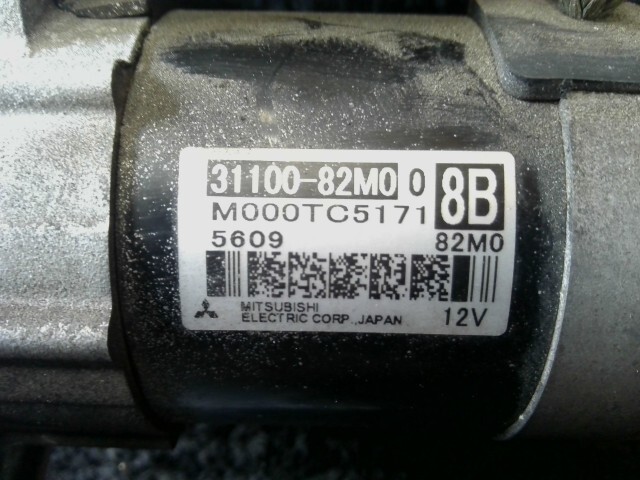 31100-82M0 0 8B
M000TC5171
5609 82M0
MITSUBISHI
ELECTRIC CORP., JAPAN 12V